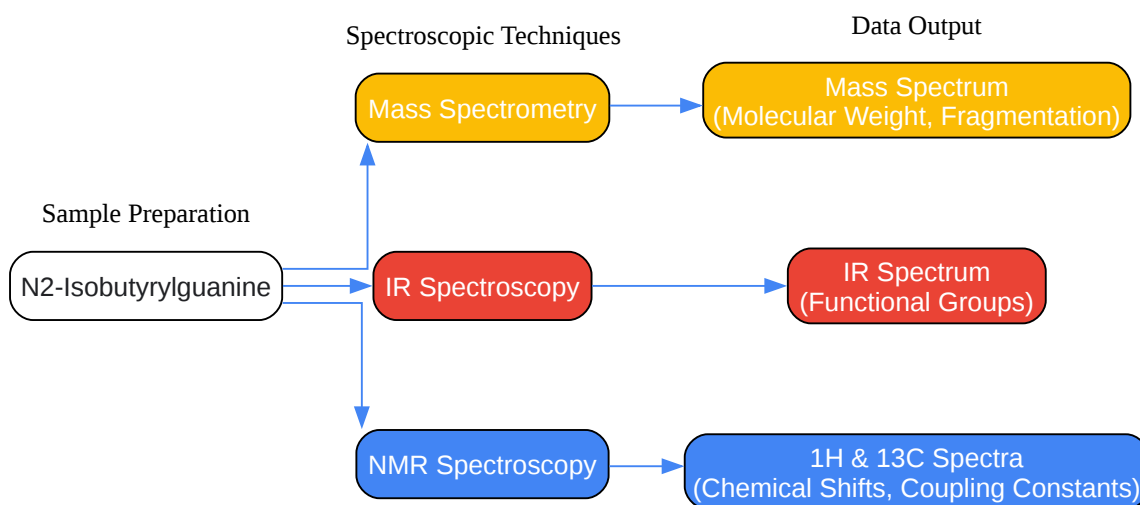 Spectroscopic Techniques
Data Output
Mass Spectrometry
Mass Spectrum
(Molecular Weight, Fragmentation)
Sample Preparation
N2-Isobutyrylguanine
IR Spectroscopy
IR Spectrum
(Functional Groups)
NMR Spectroscopy
1H & 13C Spectra
(Chemical Shifts, Coupling Constants)